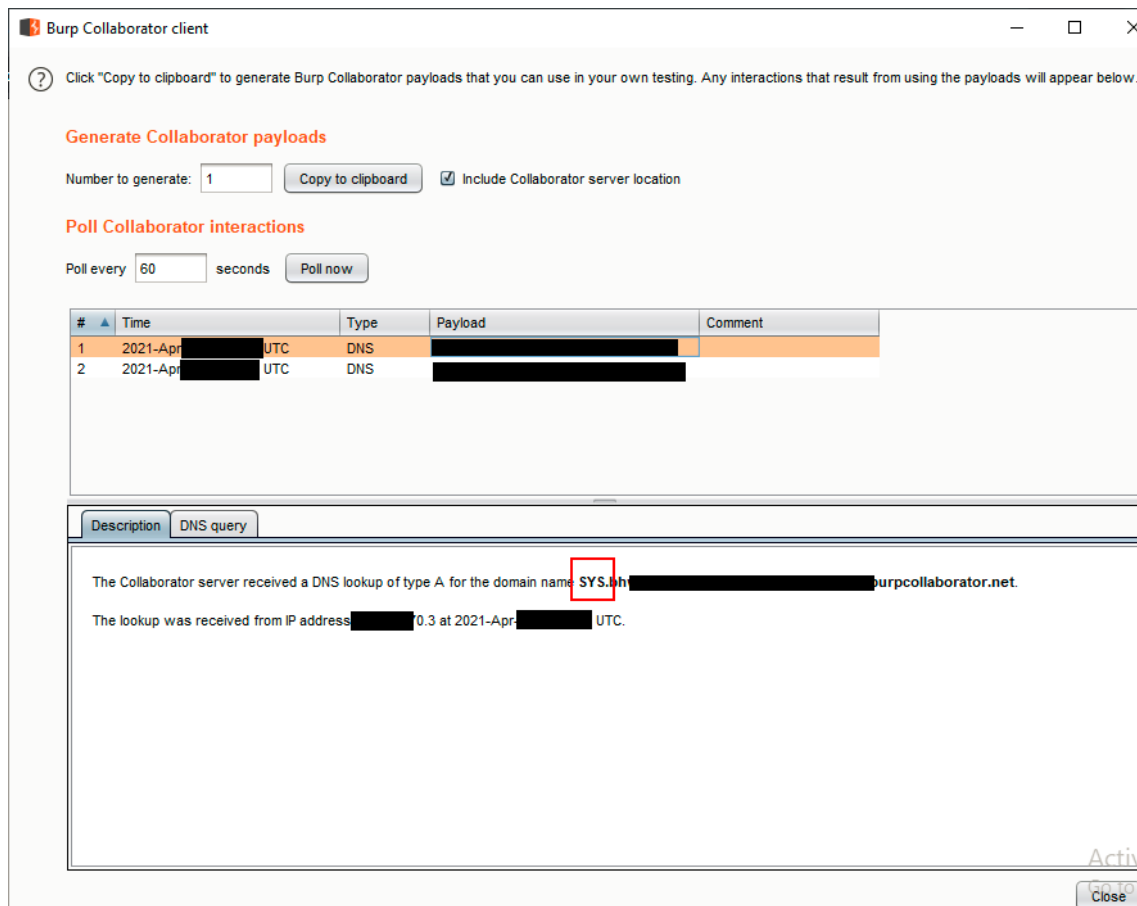 Burp Collaborator client
Click "Copy to clipboard" to generate Burp Collaborator payloads that you can use in your own testing. Any interactions that result from using the payloads will appear below.
Generate Collaborator payloads
Number to generate: 1 Copy to clipboard Include Collaborator server location
Poll Collaborator interactions
Poll every 60 seconds Poll now
# Time Type Payload Comment
1 2021-Apr UTC DNS
2 2021-Apr UTC DNS
Description DNS query
The Collaborator server received a DNS lookup of type A for the domain name SYS.bh burpcollaborator.net.
The lookup was received from IP address 0.3 at 2021-Apr- UTC.
Close